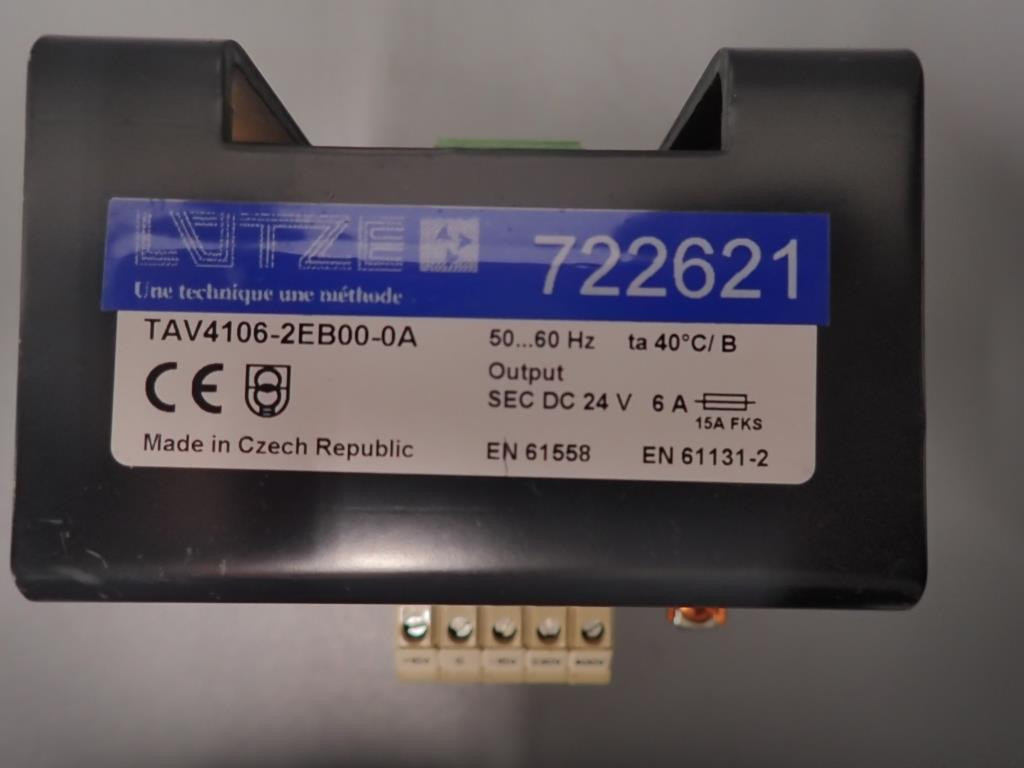 LÜTZE
722621
Une technique une méthode
TAV4106-2EB00-0A
50...60 Hz ta 40°C/ B
Output
SEC DC 24 V 6 A
15A FKS
CE
Made in Czech Republic
EN 61558 EN 61131-2